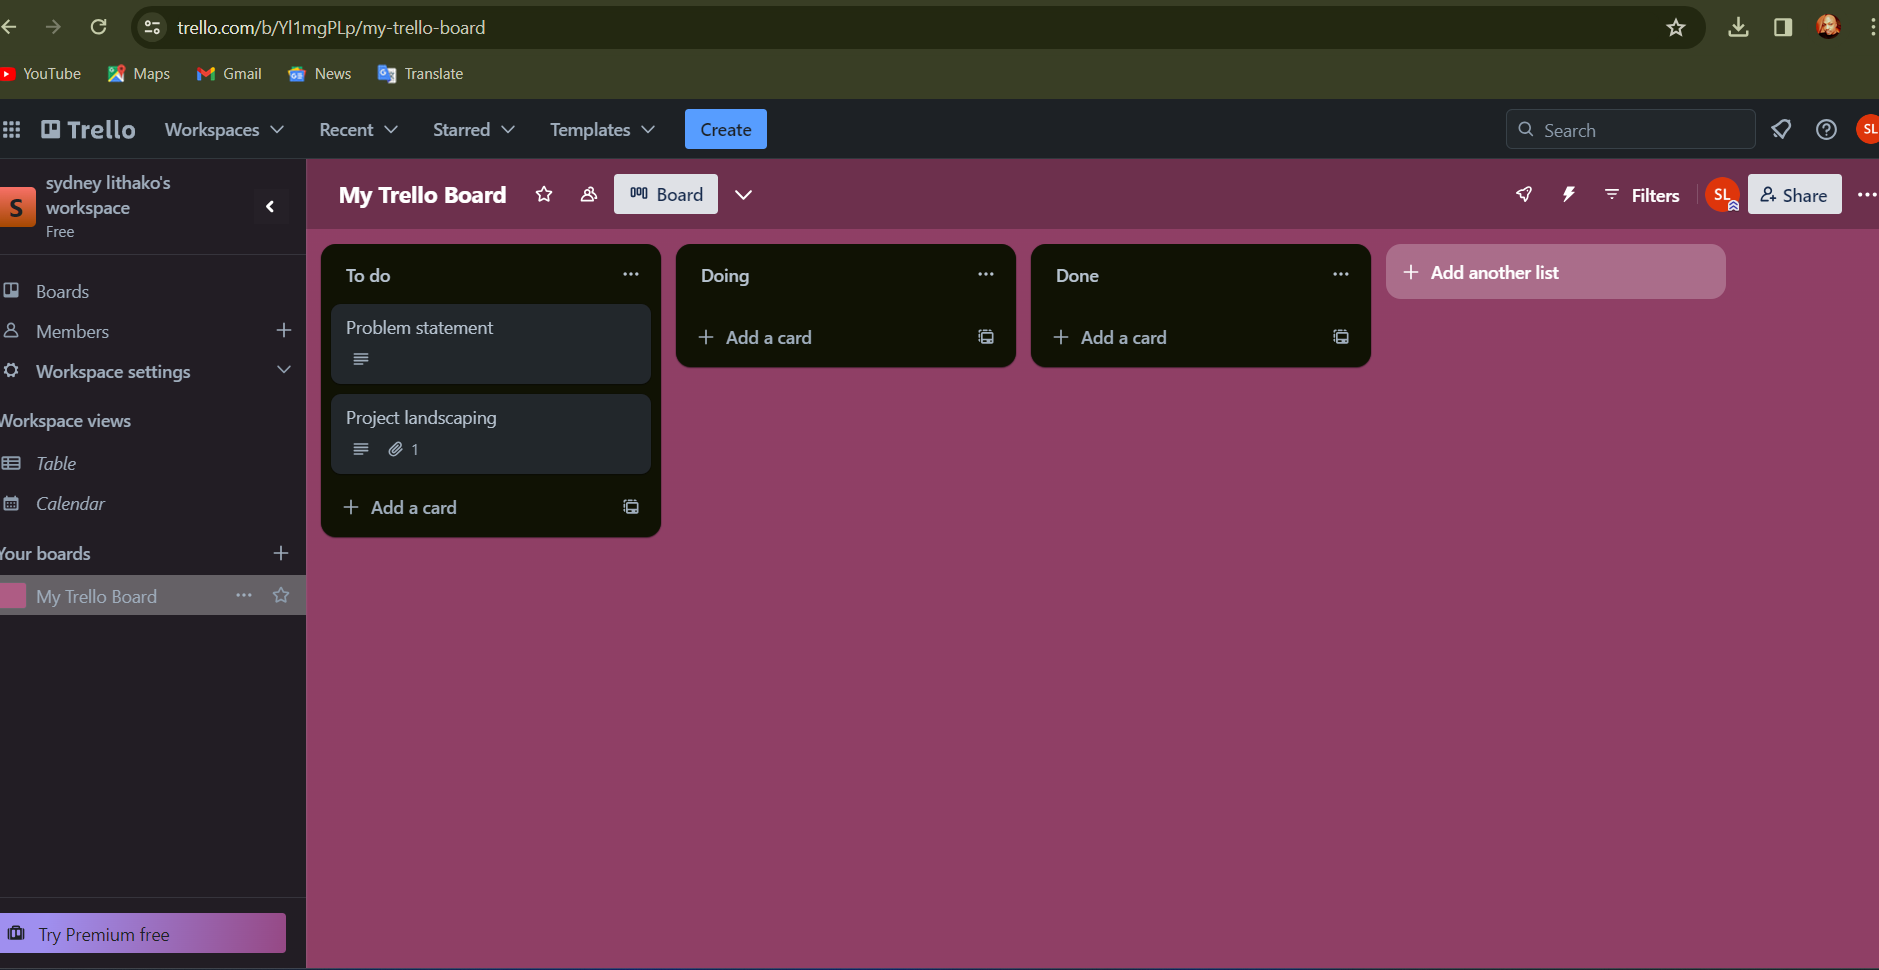 trello.com/b/Yl1mgPLp/my-trello-board
YouTube Maps Gmail News Translate
Trello Workspaces Recent Starred Templates Create Search SL
sydney lithako's
workspace
Free
S
Boards
Members
Workspace settings
Workspace views
Table
Calendar
Your boards
My Trello Board
Try Premium free
My Trello Board Board Filters SL Share
To do
Problem statement
Project landscaping
1
Add a card
Doing
Add a card
Done
Add a card
Add another list